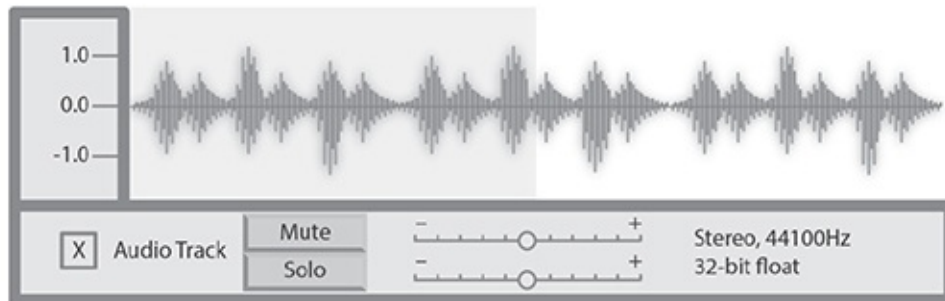 1.0
0.0
-1.0
X Audio Track
Mute
Solo
- +
- +
Stereo, 44100Hz
32-bit float